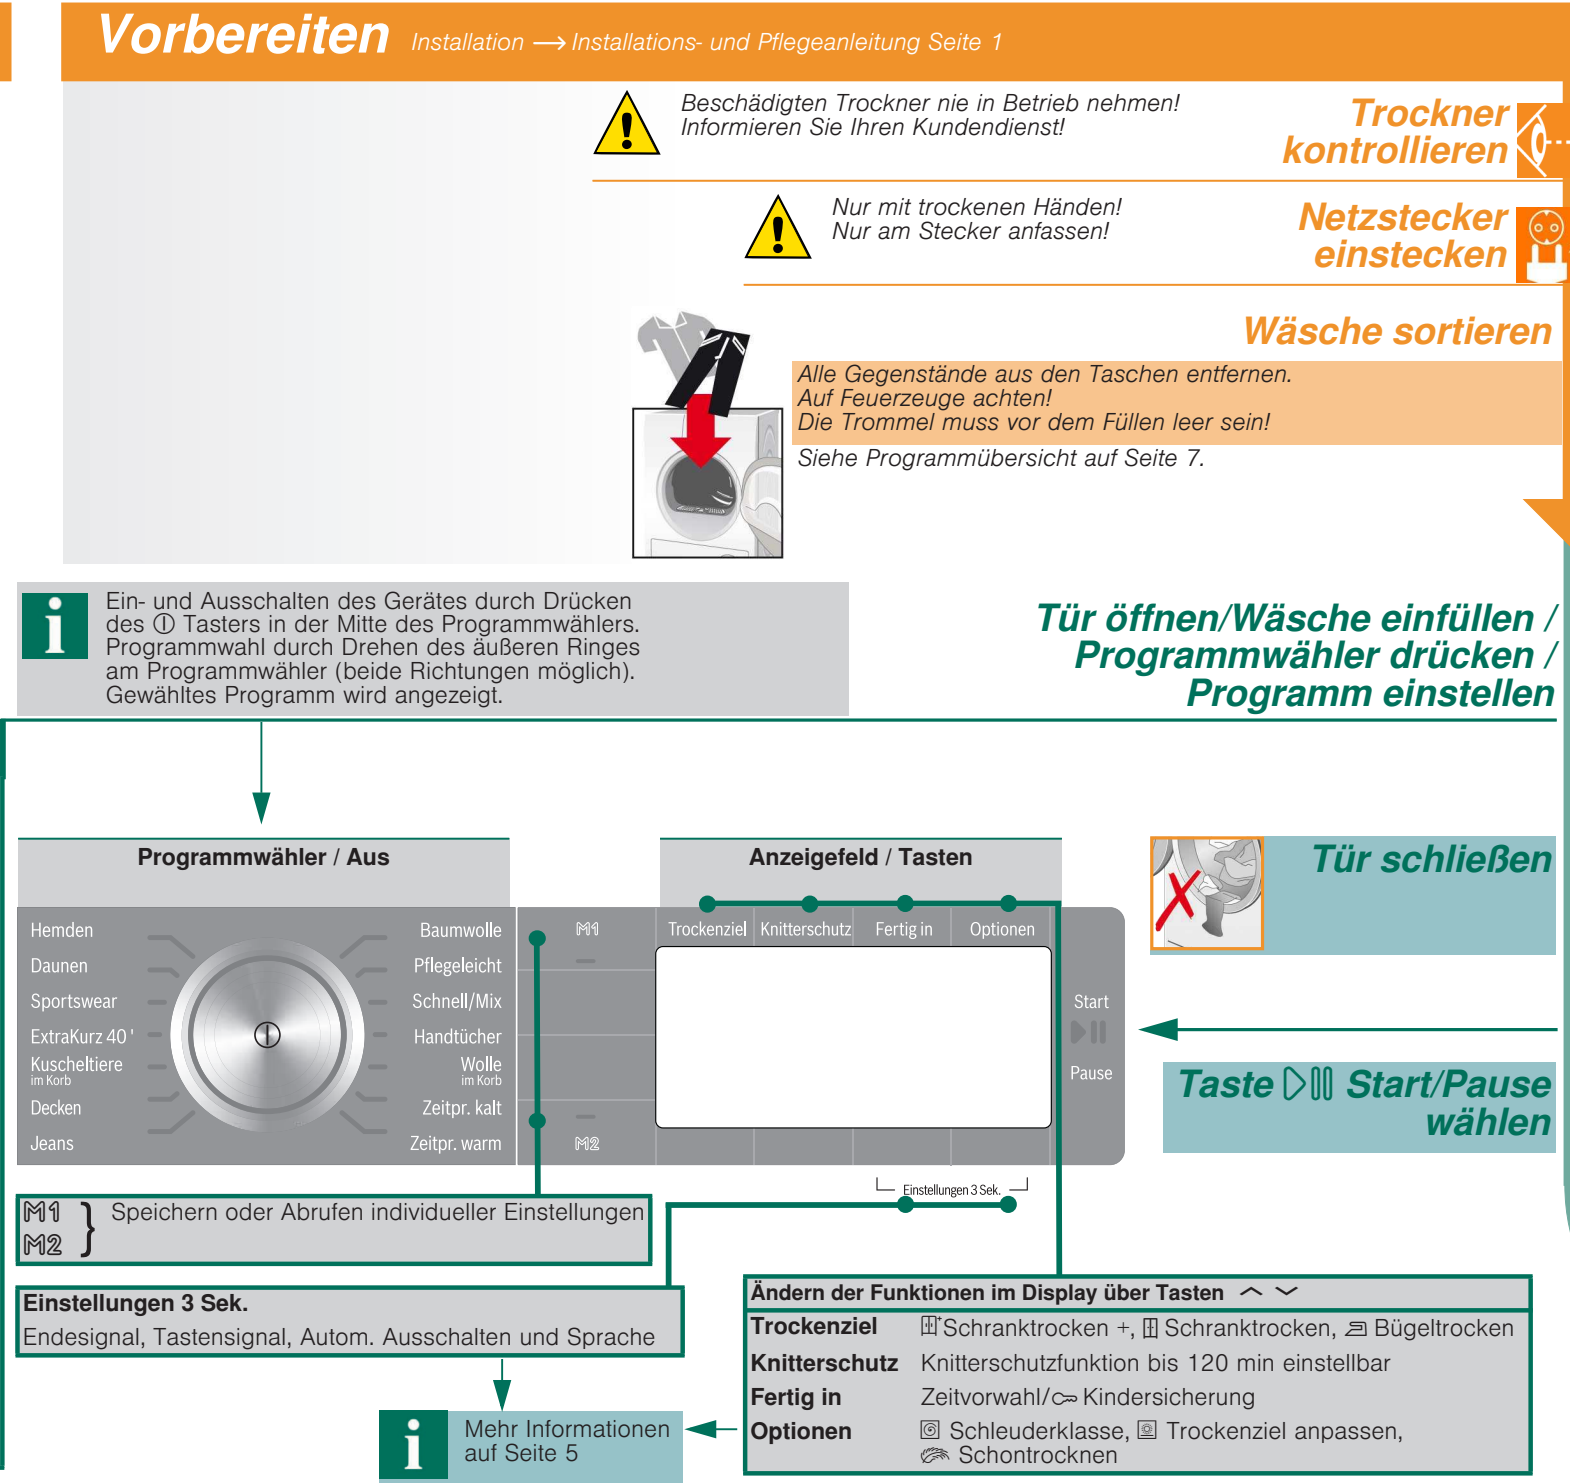 Vorbereiten Installation → Installations- und Pflegeanleitung Seite 1
Beschädigten Trockner nie in Betrieb nehmen!
Informieren Sie Ihren Kundendienst!
Trockner
kontrollieren
Nur mit trockenen Händen!
Nur am Stecker anfassen!
Netzstecker
einstecken
Wäsche sortieren
Alle Gegenstände aus den Taschen entfernen.
Auf Feuerzeuge achten!
Die Trommel muss vor dem Füllen leer sein!
Siehe Programmübersicht auf Seite 7.
i
Ein- und Ausschalten des Gerätes durch Drücken
des Ⓘ Tasters in der Mitte des Programmwählers.
Programmwahl durch Drehen des äußeren Ringes
am Programmwähler (beide Richtungen möglich).
Gewähltes Programm wird angezeigt.
Tür öffnen/Wäsche einfüllen /
Programmwähler drücken /
Programm einstellen
Programmwähler / Aus
Hemden
Daunen
Sportswear
ExtraKurz 40 '
Kuscheltiere
im Korb
Decken
Jeans
Baumwolle
Pflegeleicht
Schnell/Mix
Handtücher
Wolle
im Korb
Zeitpr. kalt
Zeitpr. warm
M1
M2
Anzeigefeld / Tasten
Trockenziel Knitterschutz Fertig in Optionen
Einstellungen 3 Sek.
Start
Pause
Tür schließen
Taste ▷▯▯ Start/Pause
wählen
M1
M2
} Speichern oder Abrufen individueller Einstellungen
Einstellungen 3 Sek.
Endesignal, Tastensignal, Autom. Ausschalten und Sprache
i
Mehr Informationen
auf Seite 5
Ändern der Funktionen im Display über Tasten
Trockenziel Schranktrocken +, Schranktrocken, Bügeltrocken
Knitterschutz Knitterschutzfunktion bis 120 min einstellbar
Fertig in Zeitvorwahl/ Kindersicherung
Optionen Schleuderklasse, Trockenziel anpassen,
Schontrocknen